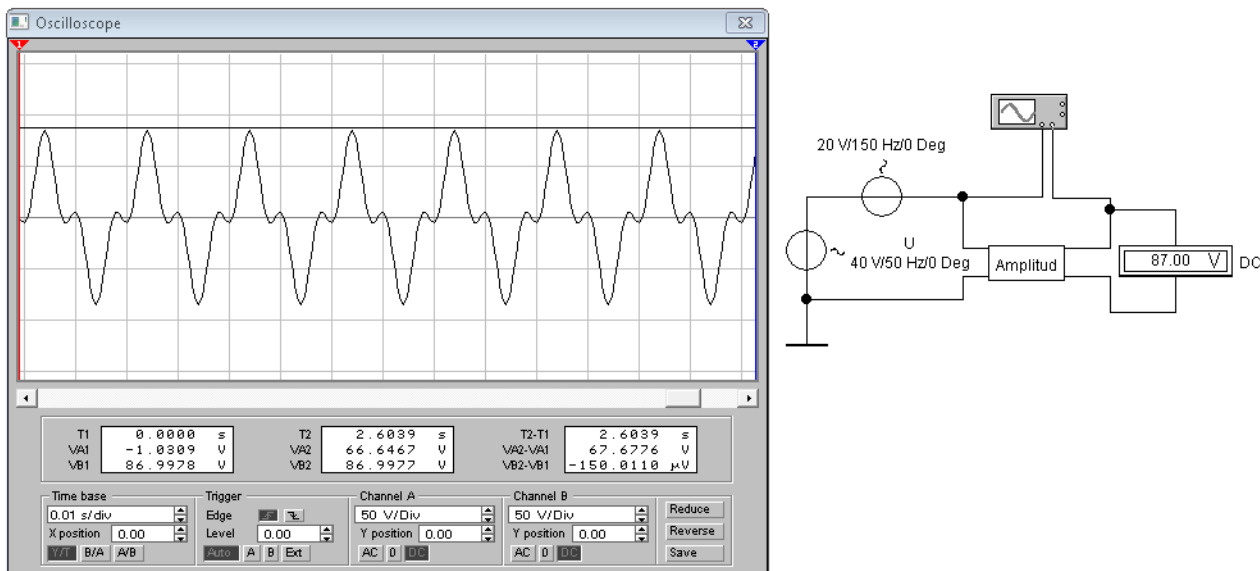 Oscilloscope
1
2
T1 0.0000 s
VA1 -1.0309 V
VB1 86.9978 V
T2 2.6039 s
VA2 66.6467 V
VB2 86.9977 V
T2-T1 2.6039 s
VA2-VA1 67.6776 V
VB2-VB1 -150.0110 µV
Time base
0.01 s/div
X position 0.00
Y/T B/A A/B
Trigger
Edge
Level 0.00
Auto A B Ext
Channel A
50 V/Div
Y position 0.00
AC 0 DC
Channel B
50 V/Div
Y position 0.00
AC 0 DC
Reduce
Reverse
Save
20 V/150 Hz/0 Deg
U
40 V/50 Hz/0 Deg
Amplitud
87.00 V DC